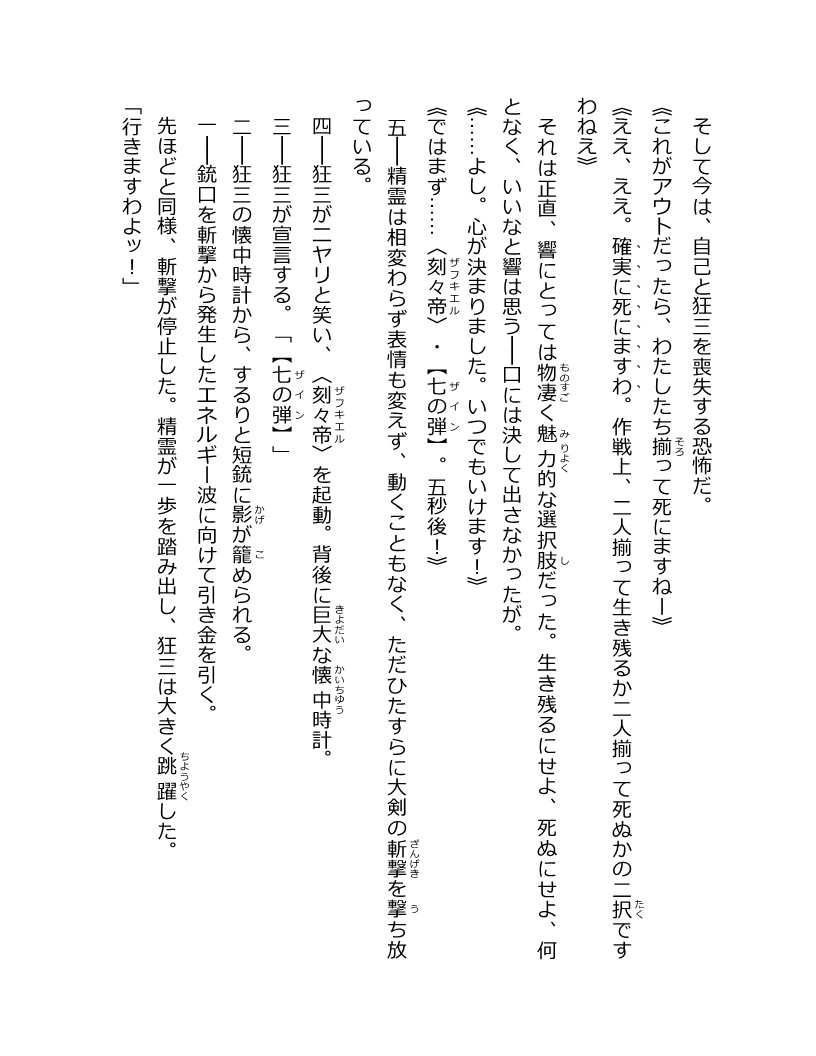 そして今は、自己と狂三を喪失する恐怖だ。
《これがアウトだったら、わたしたち揃って死にますねー》
《ええ、ええ。確実に死にますわ。作戦上、二人揃って生き残るか二人揃って死ぬかの二択です
わねえ》
それは正直、響にとっては物凄く魅力的な選択肢だった。生き残るにせよ、死ぬにせよ、何
となく、いいなと響は思う──口には決して出さなかったが。
《……よし。心が決まりました。いつでもいけます！》
《ではまず……〈刻々帝〉・【七の弾】。五秒後！》
五──精霊は相変わらず表情も変えず、動くこともなく、ただひたすらに大剣の斬撃を撃ち放
っている。
四──狂三がニヤリと笑い、〈刻々帝〉を起動。背後に巨大な懐中時計。
三──狂三が宣言する。「【七の弾】」
二──狂三の懐中時計から、するりと短銃に影が籠められる。
一──銃口を斬撃から発生したエネルギー波に向けて引き金を引く。
先ほどと同様、斬撃が停止した。精霊が一歩を踏み出し、狂三は大きく跳躍した。
「行きますわよッ！」